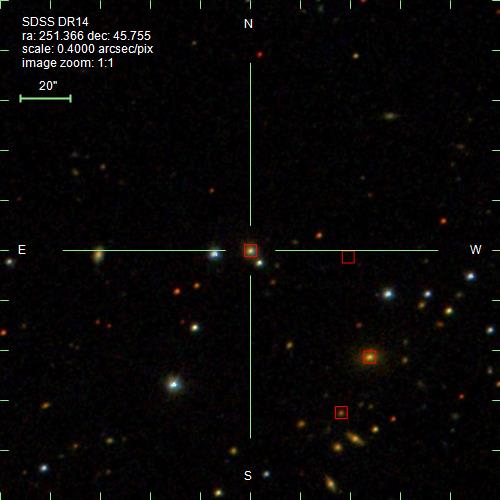 SDSS DR14
ra: 251.366 dec: 45.755
scale: 0.4000 arcsec/pix
image zoom: 1:1
20"
N
E
W
S